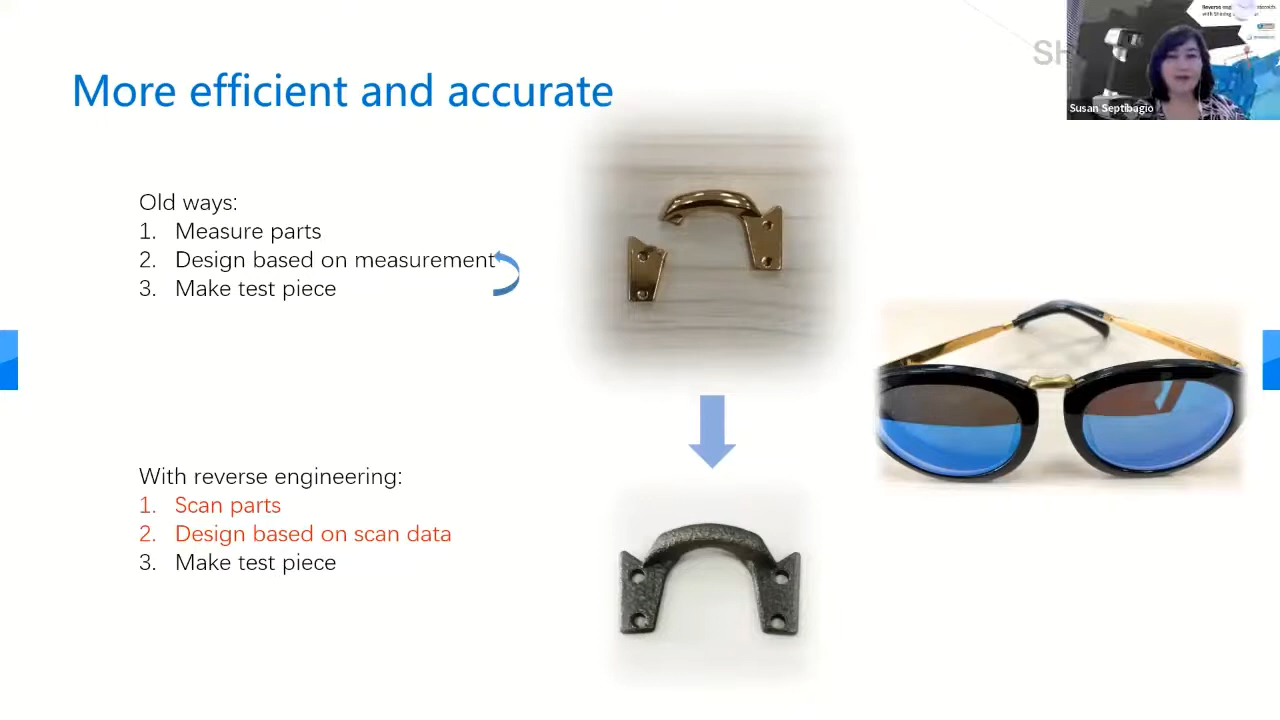 More efficient and accurate
Susan Septibagio
Old ways:
1. Measure parts
2. Design based on measurement
3. Make test piece
With reverse engineering:
1. Scan parts
2. Design based on scan data
3. Make test piece